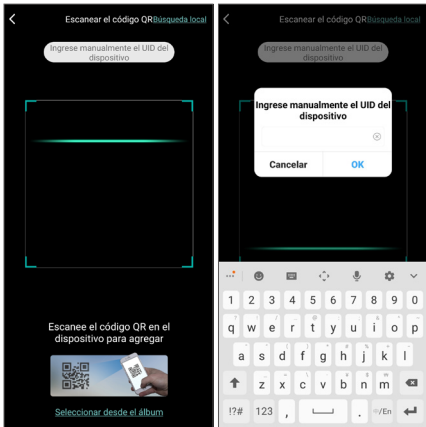 Escanear el código QR Búsqueda local
Ingrese manualmente el UID del
dispositivo
Escanee el código QR en el
dispositivo para agregar
Seleccionar desde el álbum
Escanear el código QR Búsqueda local
Ingrese manualmente el UID del
dispositivo
Ingrese manualmente el UID del
dispositivo
Cancelar OK
1 2 3 4 5 6 7 8 9 0
q w e r t y u i o p
a s d f g h j k l
z x c v b n m
!?# 123 , . /En